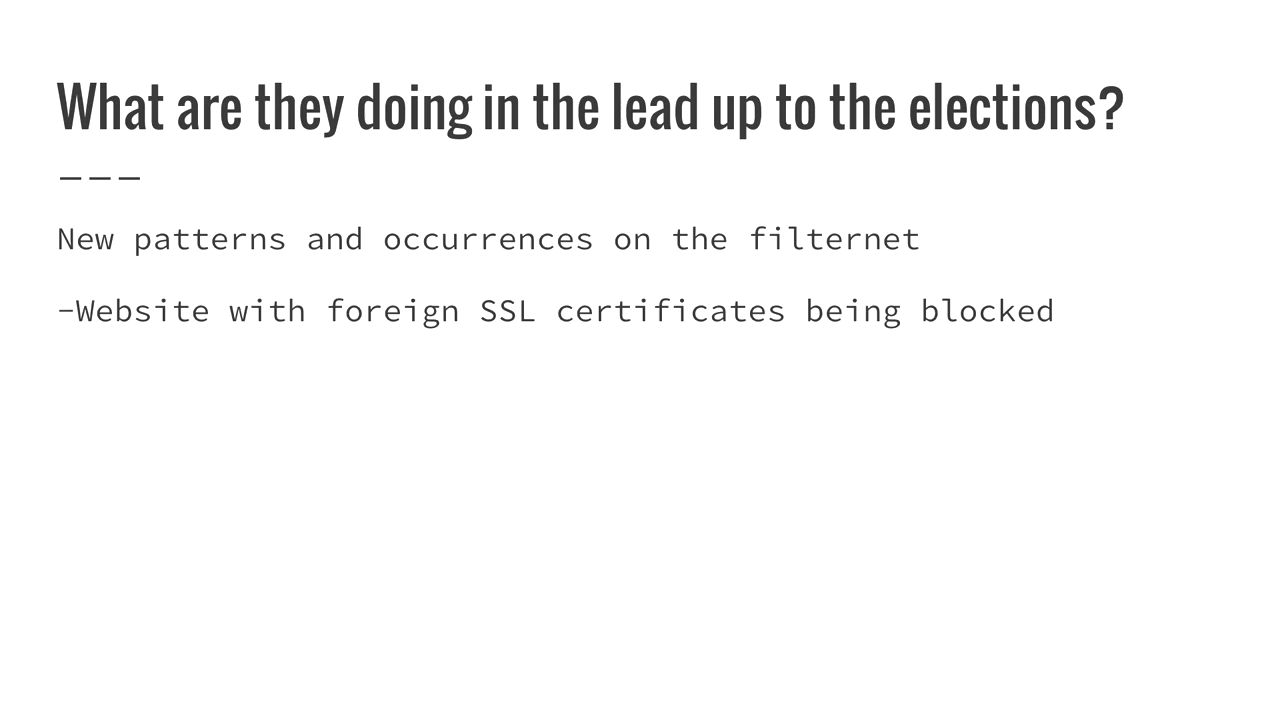 What are they doing in the lead up to the elections?
———
New patterns and occurrences on the filternet
-Website with foreign SSL certificates being blocked